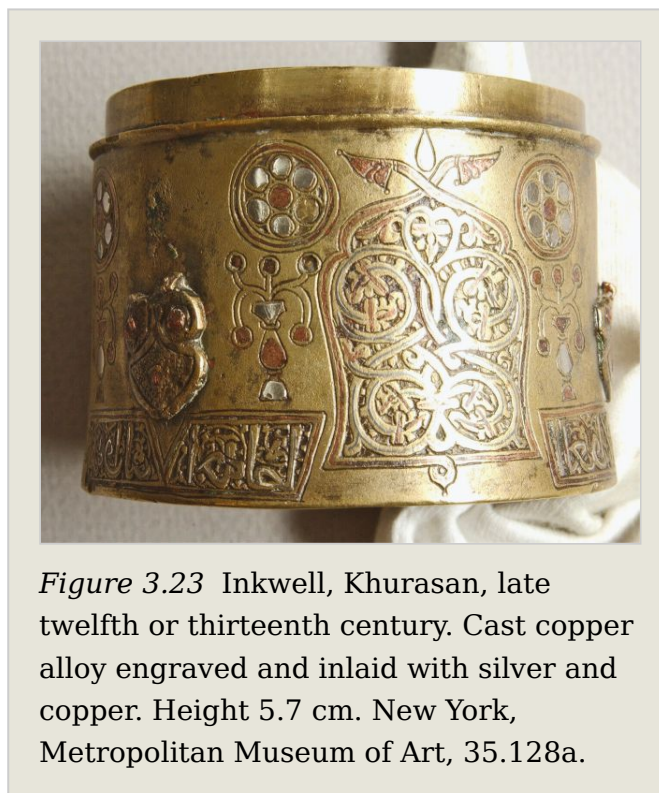 Figure 3.23 Inkwell, Khurasan, late
twelfth or thirteenth century. Cast copper
alloy engraved and inlaid with silver and
copper. Height 5.7 cm. New York,
Metropolitan Museum of Art, 35.128a.